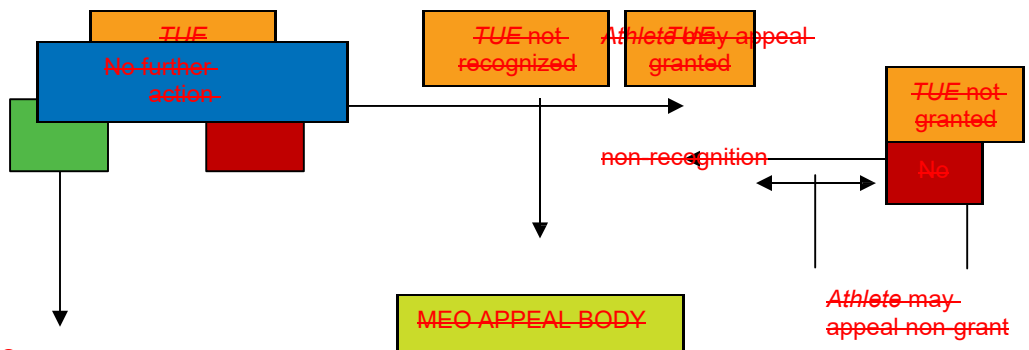 TUE
No further
action
TUE not
recognized
Athlete may appeal
TUE
granted
non-recognition
TUE not
granted
No
MEO APPEAL BODY
Athlete may
appeal non-grant